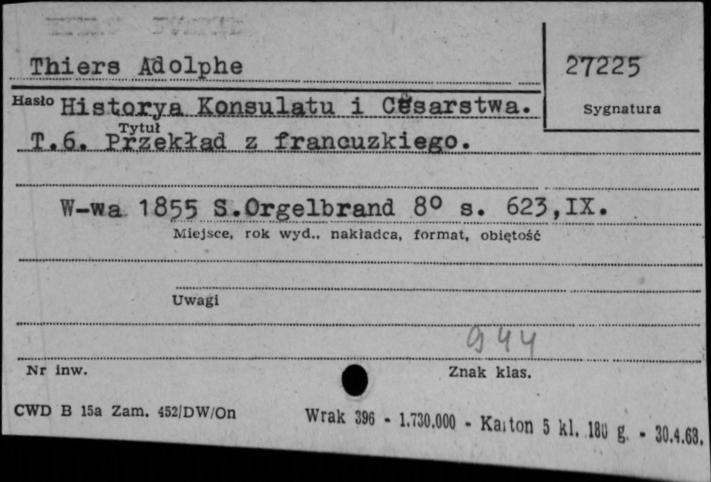 Thiers Adolphe
27225
Hasło Historya Konsulatu i Cesarstwa.
Sygnatura
Tytuł
T.6. Przekład z francuzkiego.
W-wa 1855 S.Orgelbrand 8° s. 623,IX.
Miejsce, rok wyd., nakładca, format, objętość
Uwagi
944
Nr inw.
Znak klas.
CWD B 15a Zam. 452/DW/On
Wrak 396 - 1.730.000 - Karton 5 kl. 180 g. - 30.4.68.